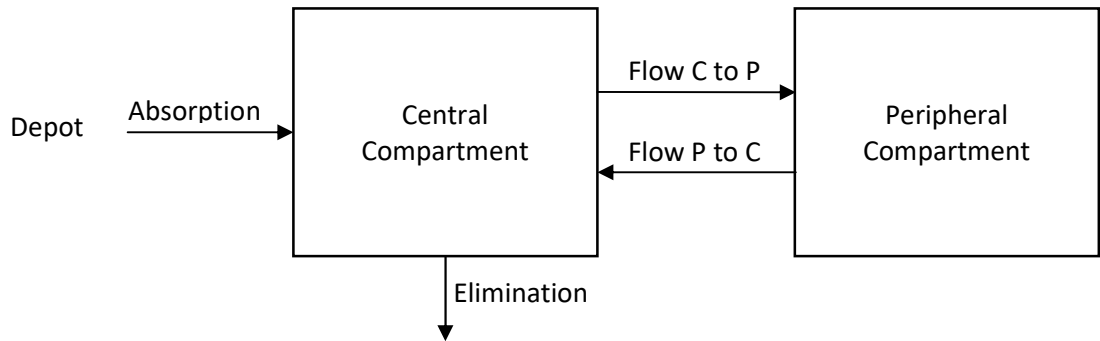 Depot
Absorption
Central
Compartment
Flow C to P
Flow P to C
Peripheral
Compartment
Elimination